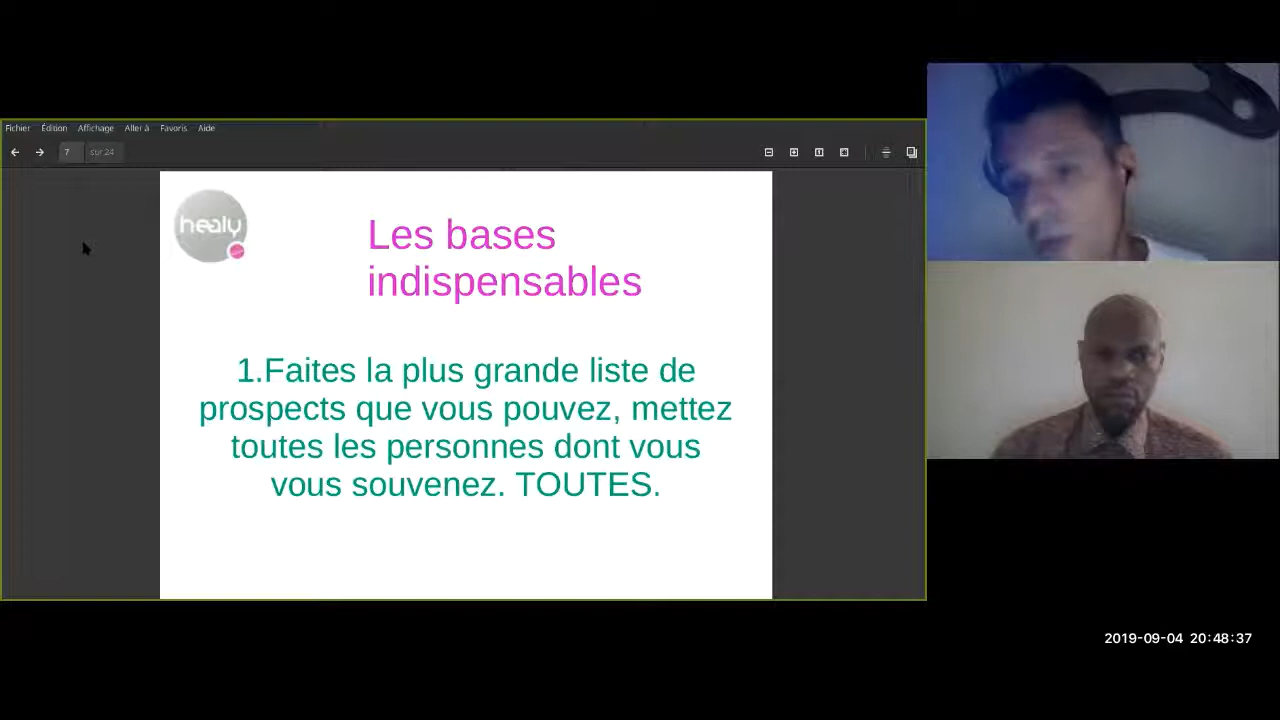 Fichier Édition Affichage Aller à Favoris Aide
7 sur 24
healy
Les bases
indispensables
1.Faites la plus grande liste de
prospects que vous pouvez, mettez
toutes les personnes dont vous
vous souvenez. TOUTES.
2019-09-04 20:48:37